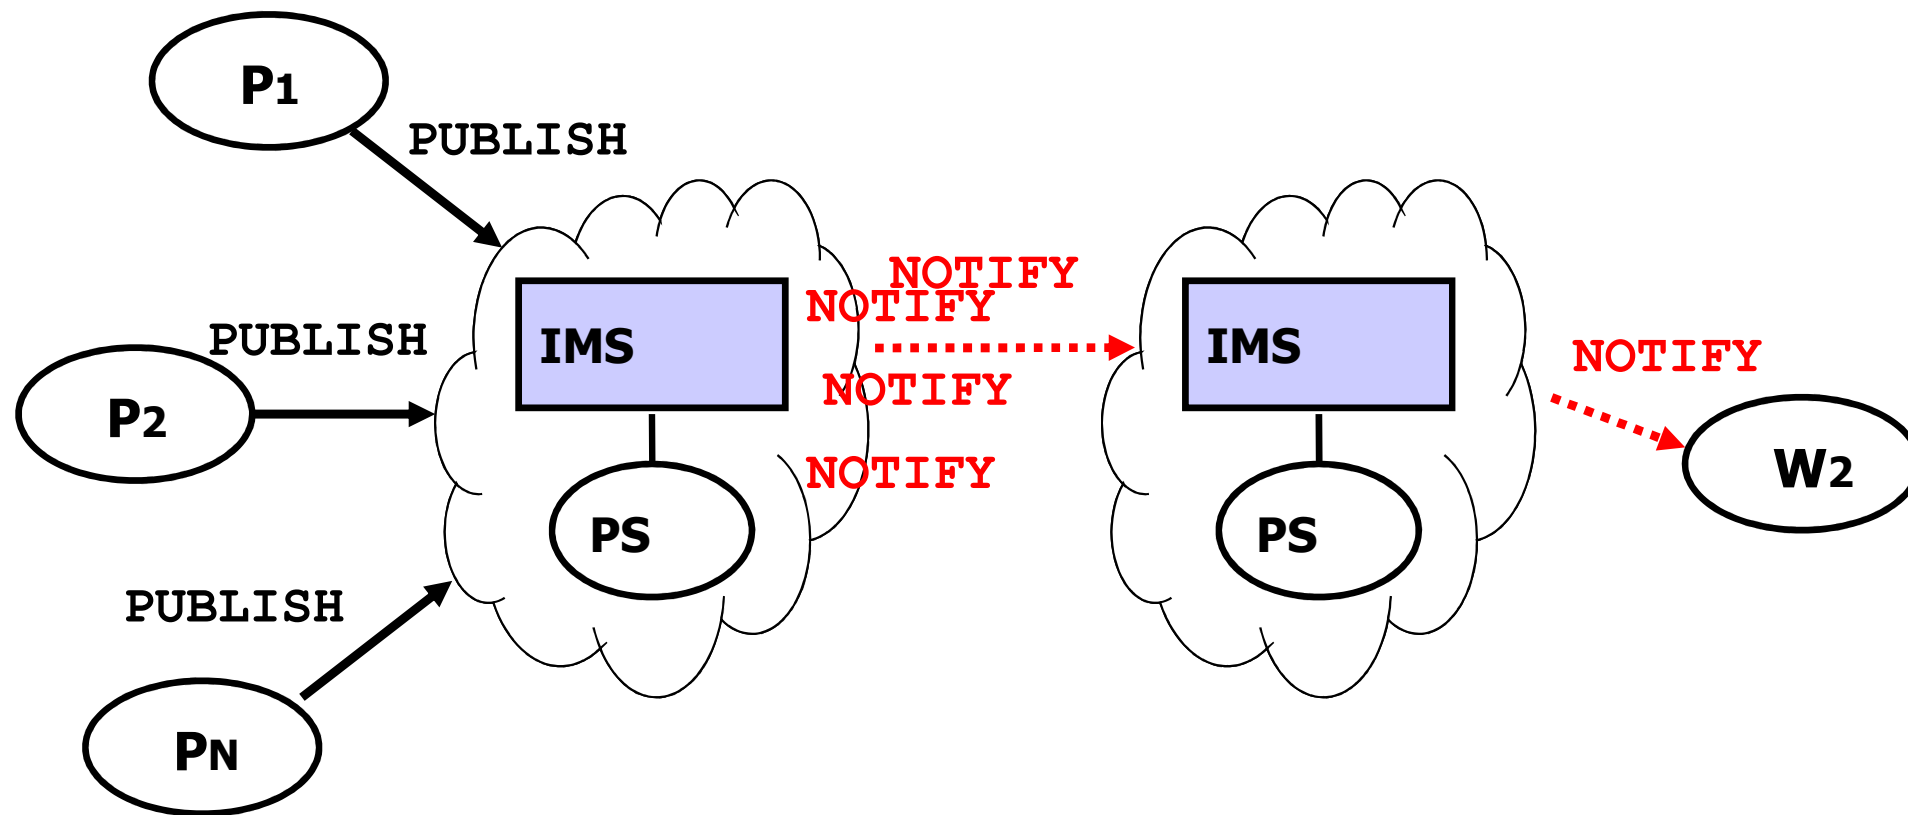 P1
PUBLISH
NOTIFY
NOTIFY
PUBLISH
IMS
IMS
NOTIFY
NOTIFY
P2
W2
NOTIFY
PS
PS
PUBLISH
PN